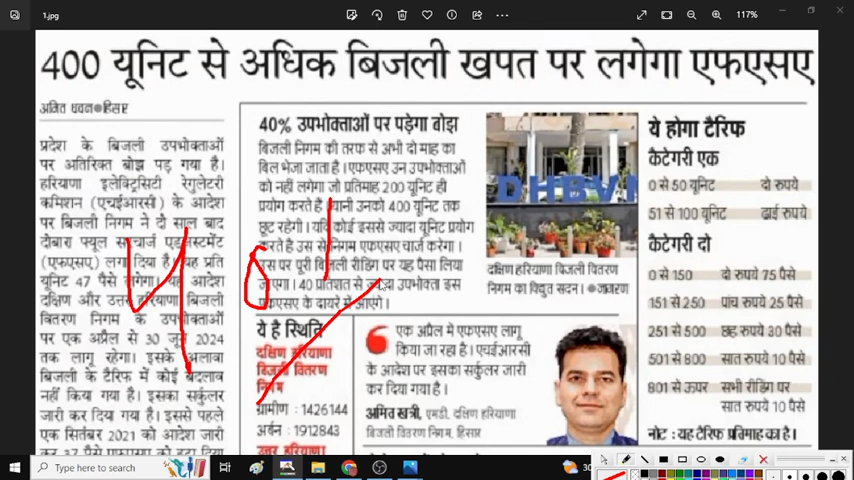 1.jpg
117%
400 यूनिट से अधिक बिजली खपत पर लगेगा एफएसए
अमित धवन●हिसार
प्रदेश के बिजली उपभोक्ताओं
पर अतिरिक्त बोझ पड़ गया है।
हरियाणा इलेक्ट्रिसिटी रेगुलेटरी
कमिशन (एचईआरसी) के आदेश
पर बिजली निगम ने दो साल बाद
दोबारा फ्यूल सरचार्ज एडजस्टमेंट
(एफएसए) लगा दिया है। यह प्रति
यूनिट 47 पैसे लगेगा। यह आदेश
दक्षिण और उत्तर हरियाणा बिजली
वितरण निगम के उपभोक्ताओं
पर एक अप्रैल से 30 जून 2024
तक लागू रहेगा। इसके अलावा
बिजली के टैरिफ में कोई बदलाव
नहीं किया गया है। इसका सर्कुलर
जारी कर दिया गया है। इससे पहले
एक सितंबर 2021 को आदेश जारी
कर 37 पैसे एफएसए को हटा दिया
40% उपभोक्ताओं पर पड़ेगा बोझ
बिजली निगम की तरफ से अभी दो माह का
बिल भेजा जाता है। एफएसए उन उपभोक्ताओं
को नहीं लगेगा जो प्रतिमाह 200 यूनिट ही
प्रयोग करते है यानी उनको 400 यूनिट तक
छूट रहेगी। यदि कोई इससे ज्यादा यूनिट प्रयोग
करते है उस से निगम एफएसए चार्ज करेगा।
इस पर पूरी बिजली रीडिंग पर यह पैसा लिया
जाएगा। 40 प्रतिशत से ज्यादा उपभोक्ता इस
एफएसए के दायरे में आएंगे।
DHBVN
दक्षिण हरियाणा बिजली वितरण
निगम का विद्युत सदन। ●जागरण
ये है स्थिति
दक्षिण हरियाणा
बिजली वितरण
निगम
ग्रामीण : 1426144
अर्बन : 1912843
उत्तर हरियाणा
एक अप्रैल मे एफएसए लागू
किया जा रहा है। एचईआरसी
के आदेश पर इसका सर्कुलर जारी
कर दिया गया है।
अमित खत्री, एमडी, दक्षिण हरियाणा
बिजली वितरण निगम, हिसार
ये होगा टैरिफ
कैटेगरी एक
0 से 50 यूनिट दो रुपये
51 से 100 यूनिट ढाई रुपये
कैटेगरी दो
0 से 150 दो रुपये 75 पैसे
151 से 250 पांच रुपये 25 पैसे
251 से 500 छह रुपये 30 पैसे
501 से 800 सात रुपये 10 पैसे
801 से ऊपर सभी रीडिंग पर
सात रुपये 10 पैसे
नोट : यह टैरिफ प्रतिमाह का है।
Type here to search